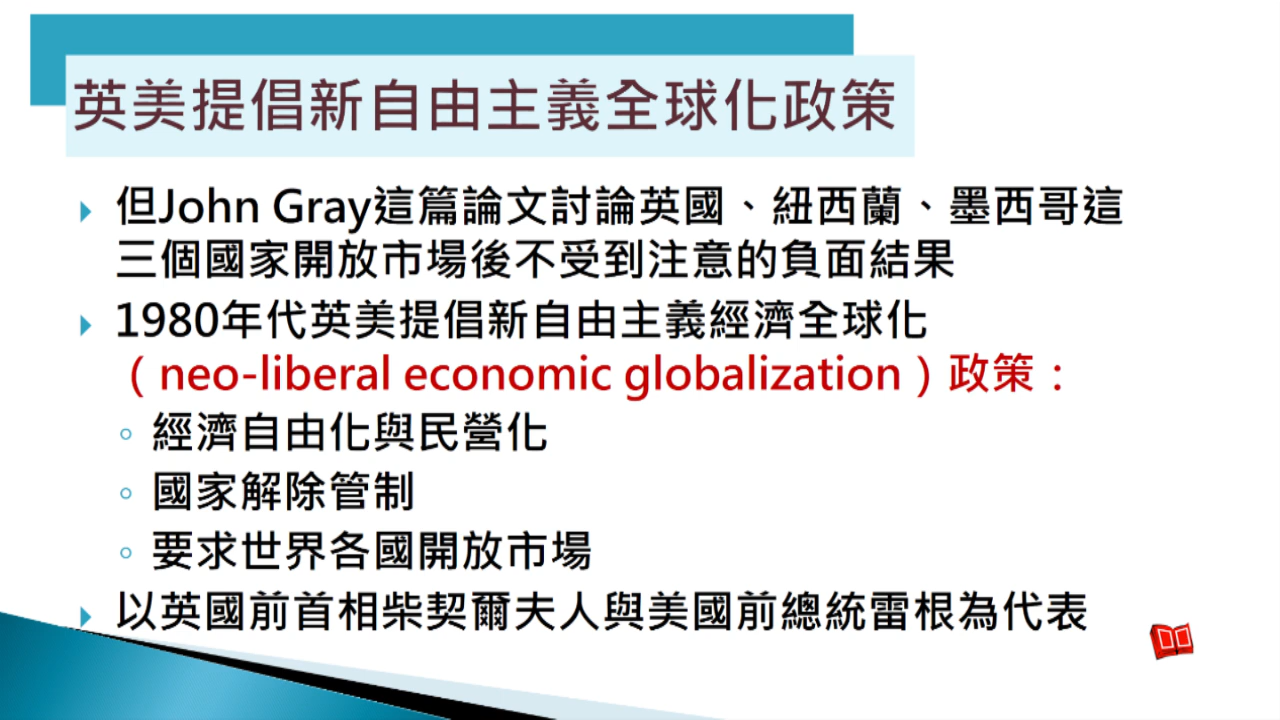 英美提倡新自由主義全球化政策
但John Gray這篇論文討論英國、紐西蘭、墨西哥這
三個國家開放市場後不受到注意的負面結果
1980年代英美提倡新自由主義經濟全球化
（neo-liberal economic globalization）政策：
經濟自由化與民營化
國家解除管制
要求世界各國開放市場
以英國前首相柴契爾夫人與美國前總統雷根為代表